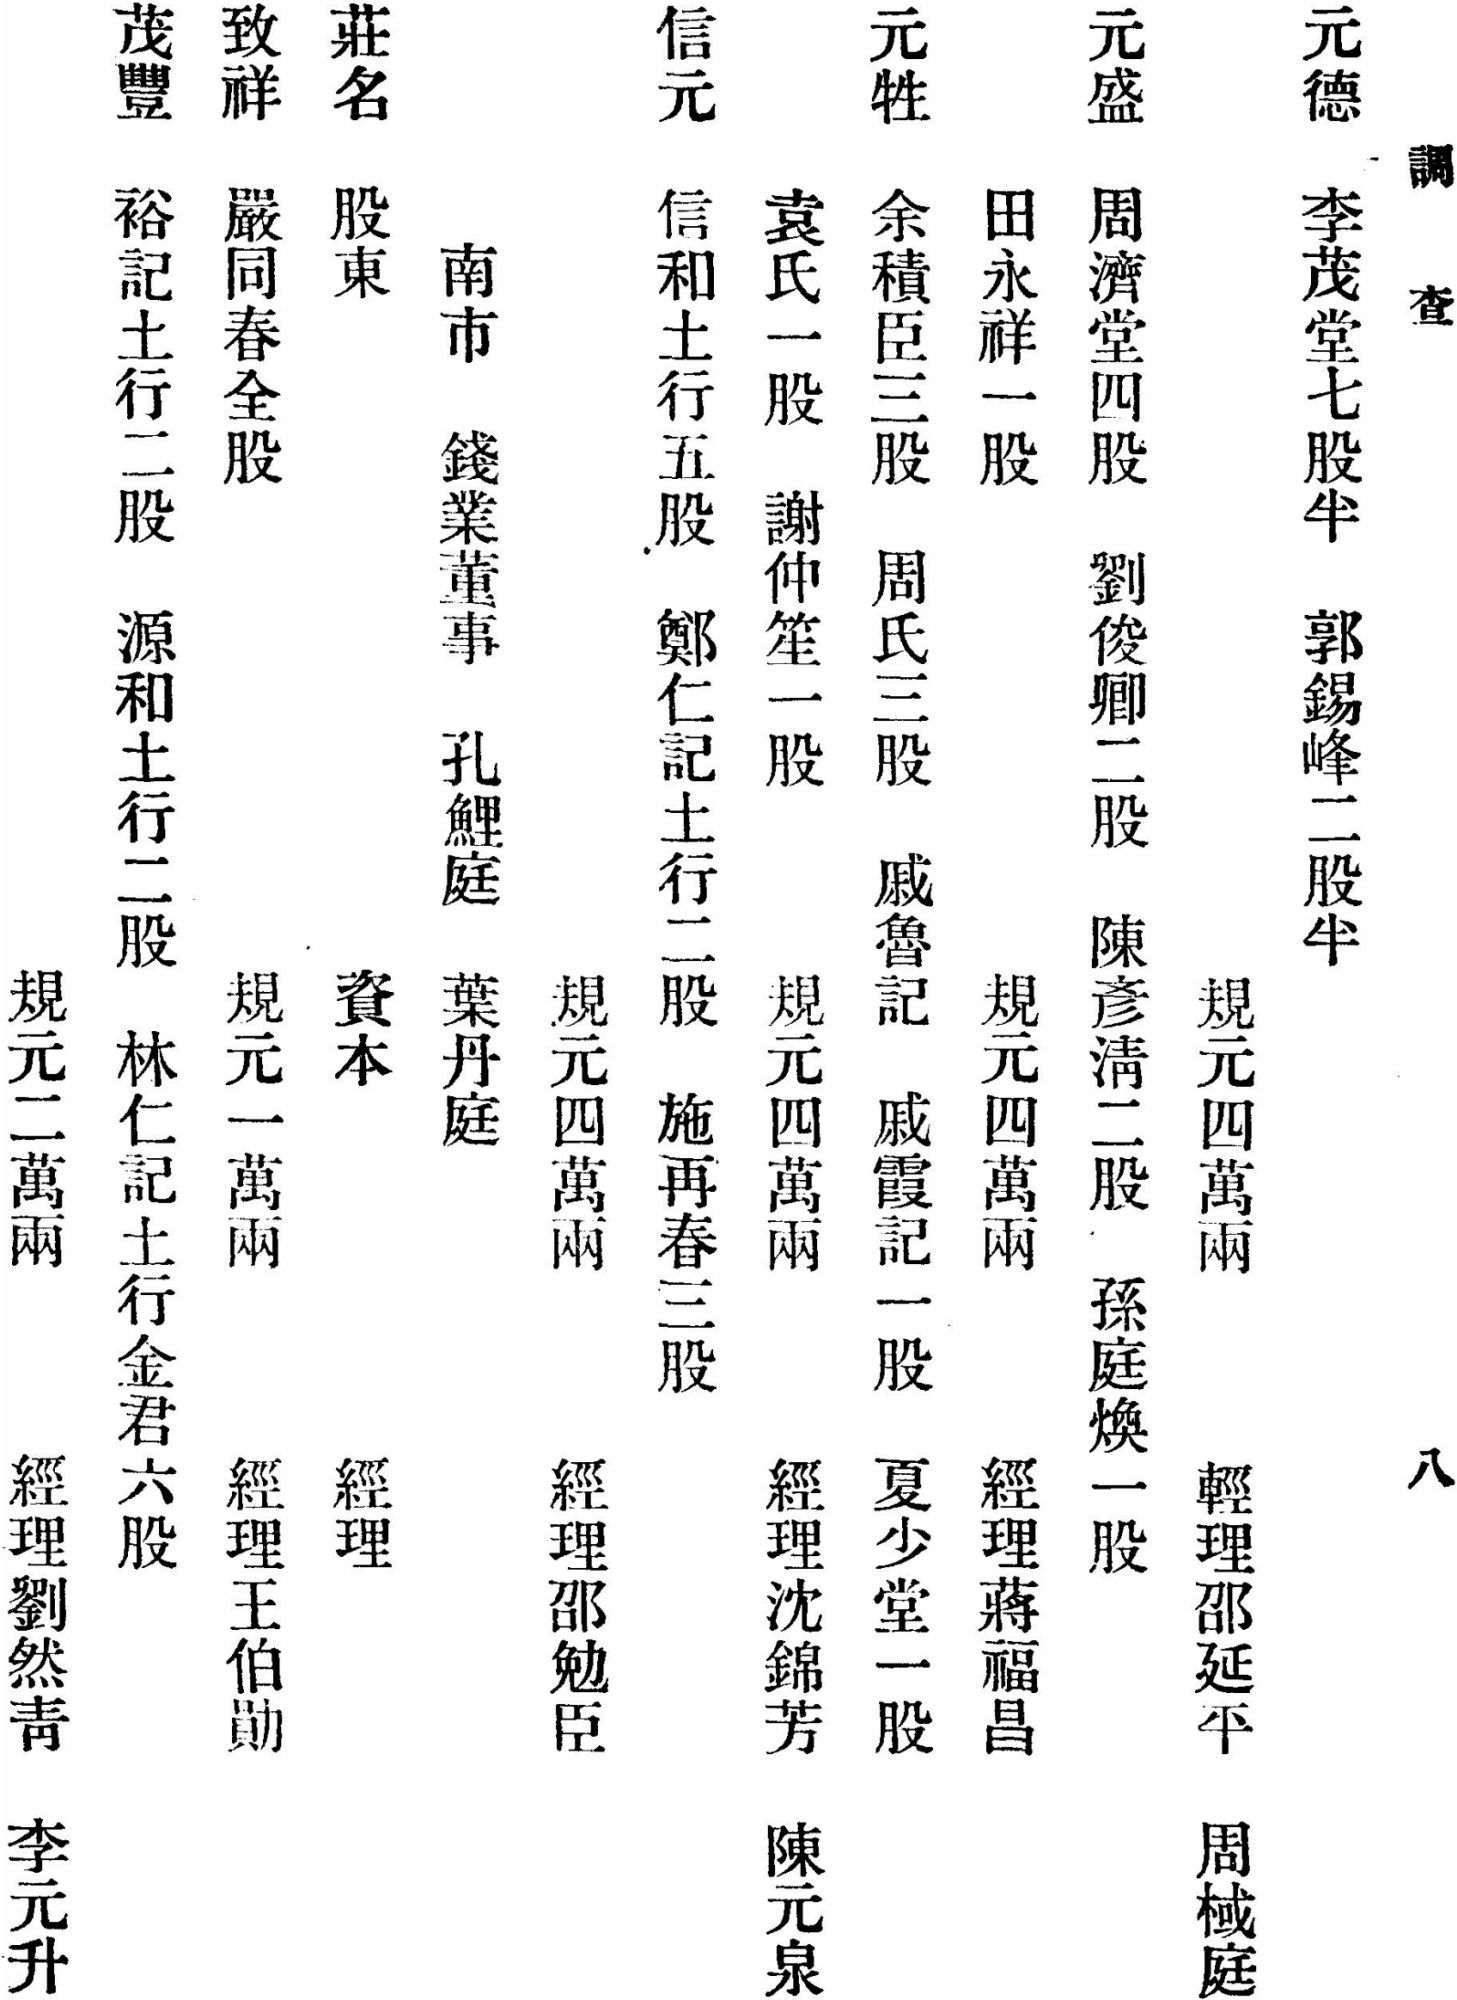 調查　八
元德　李茂堂七股半　郭錫峰二股半
規元四萬兩　輕理邵延平　周棫庭
元盛　周濟堂四股　劉俊卿二股　陳彥淸二股　孫庭煥一股
田永祥一股　規元四萬兩　經理蔣福昌
元甡　余積臣三股　周氏三股　戚魯記　戚霞記一股　夏少堂一股
袁氏一股　謝仲笙一股　規元四萬兩　經理沈錦芳　陳元泉
信元　信和土行五股　鄭仁記土行二股　施再春三股
規元四萬兩　經理邵勉臣
南市　錢業董事　孔鯉庭　葉丹庭
莊名　股東　資本　經理
致祥　嚴同春全股　規元一萬兩　經理王伯勛
茂豐　裕記土行二股　源和土行二股　林仁記土行金君六股
規元二萬兩　經理劉然靑　李元升